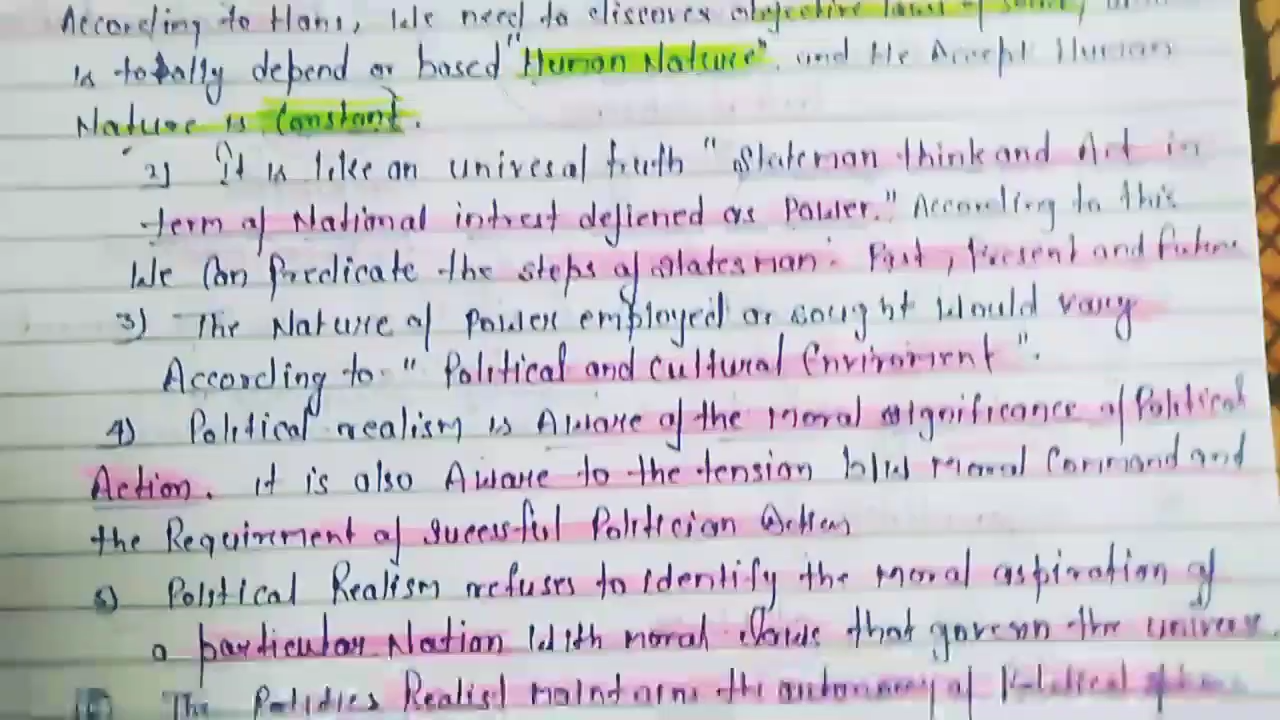 According to Hans, We need to discover objective laws of
is totally depend or based "Human Nature", and He Accept Human
Nature is Constant.
2) It is like an univesal truth "Stateman think and Act in
term of National intrest defiened as Power." According to this
We Can Predicate the steps of statesman: Past, Present and Future
3) The Nature of Power employed or sought Would vary
According to "Political and cultural Enviroment".
4) Political realism is Aware of the moral significance of Political
Action. it is also Aware to the tension b/w moral Command and
the Requirment of sucessful Politician Action
5) Political Realism refuses to identify the moral aspiration of
a particular Nation With moral that govern the universe.
The Politics Realist maintains the autonomy of Political